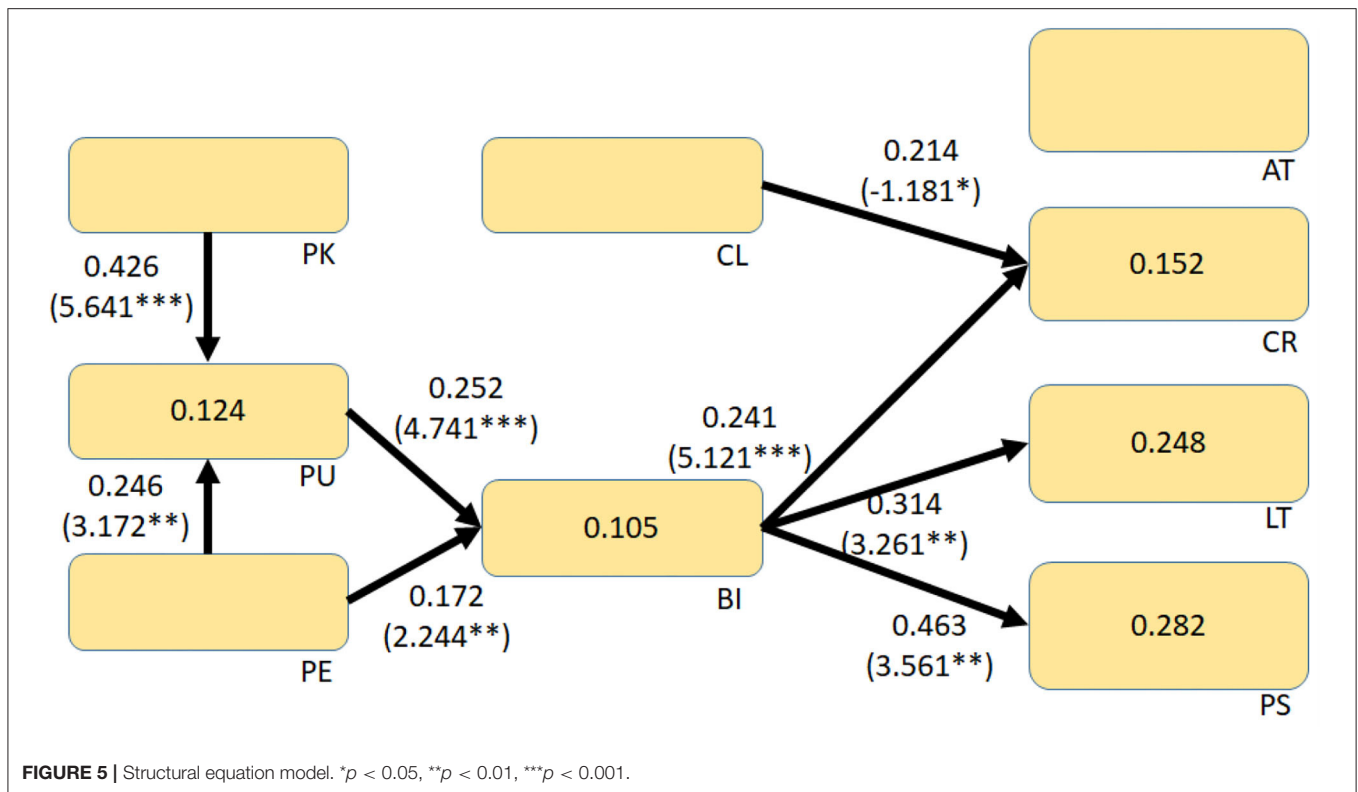 AT
0.214
(-1.181*)
PK
CL
0.152
CR
0.426
(5.641***)
0.124
PU
0.252
(4.741***)
0.241
(5.121***)
0.248
LT
0.246
(3.172**)
0.105
BI
0.314
(3.261**)
PE
0.172
(2.244**)
0.463
(3.561**)
0.282
PS
FIGURE 5 | Structural equation model. *p < 0.05, **p < 0.01, ***p < 0.001.